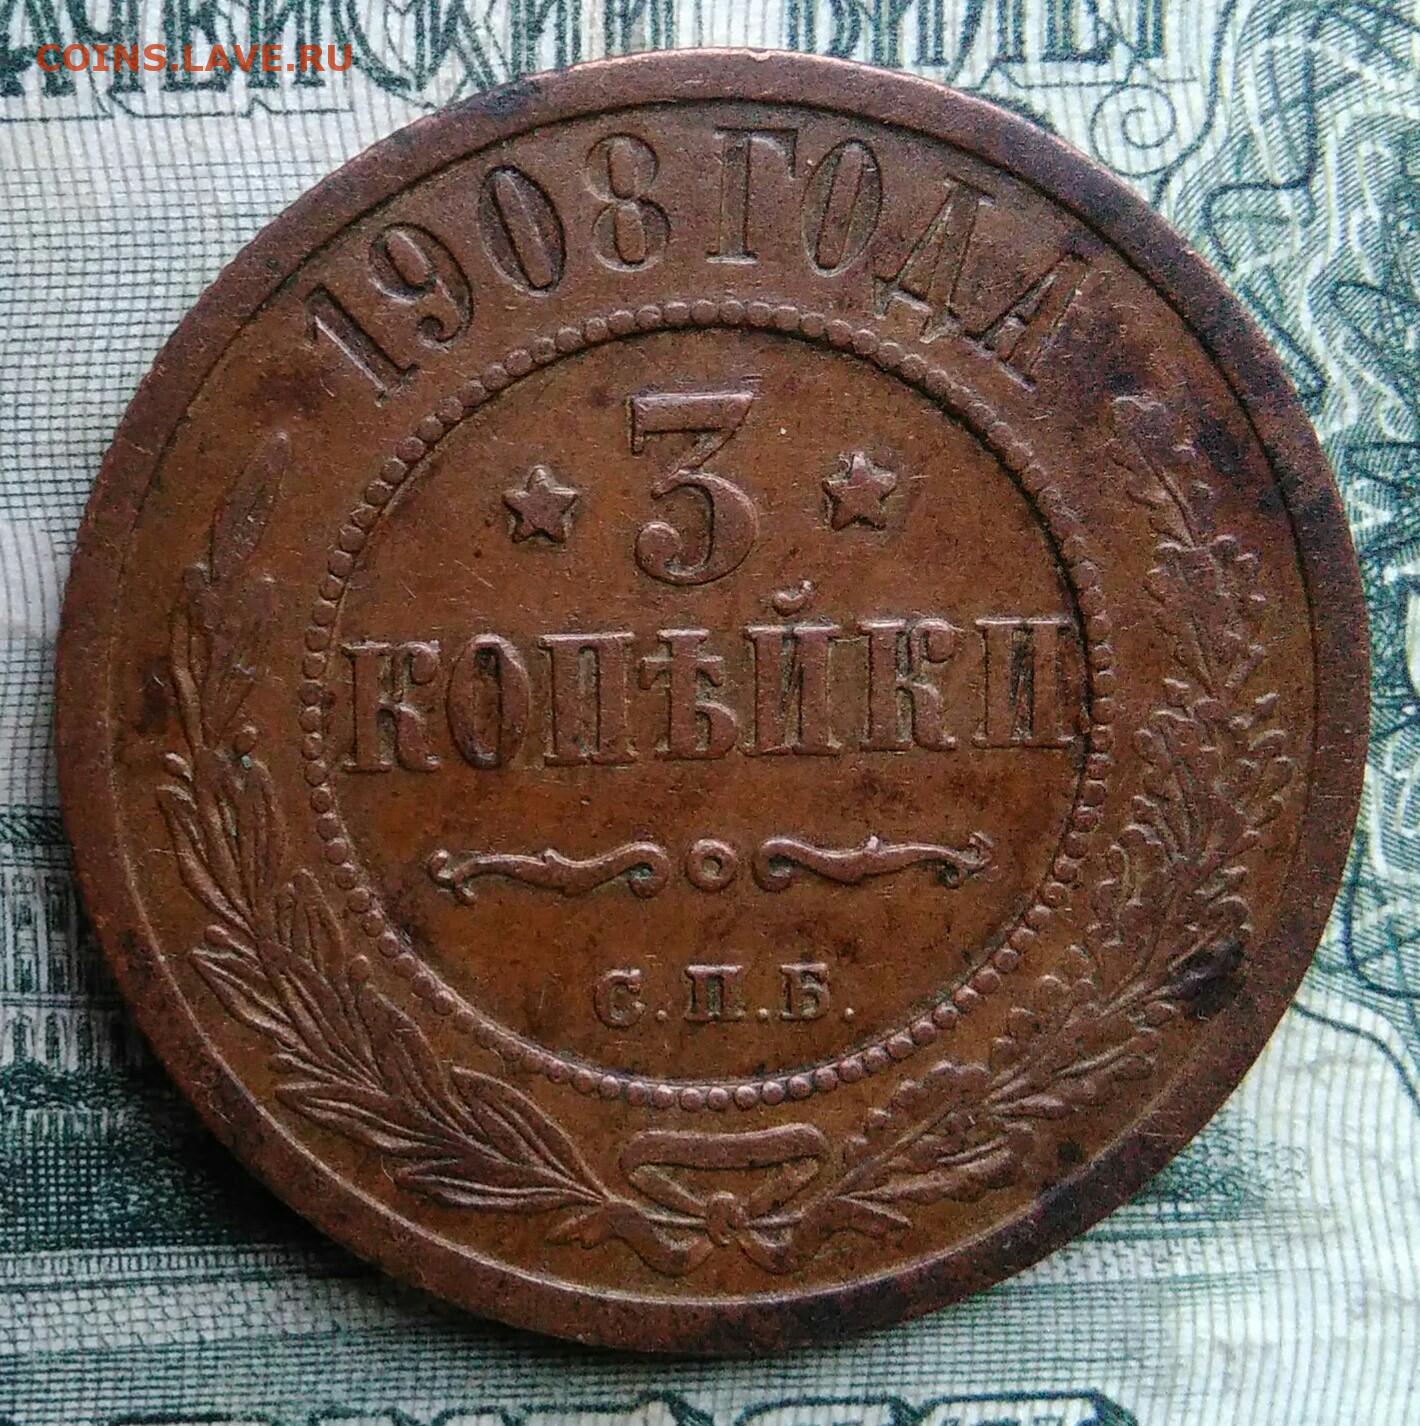 COINS.LAVE.RU
1908 ГОДА
3
КОПѢЙКИ
С.П.Б.